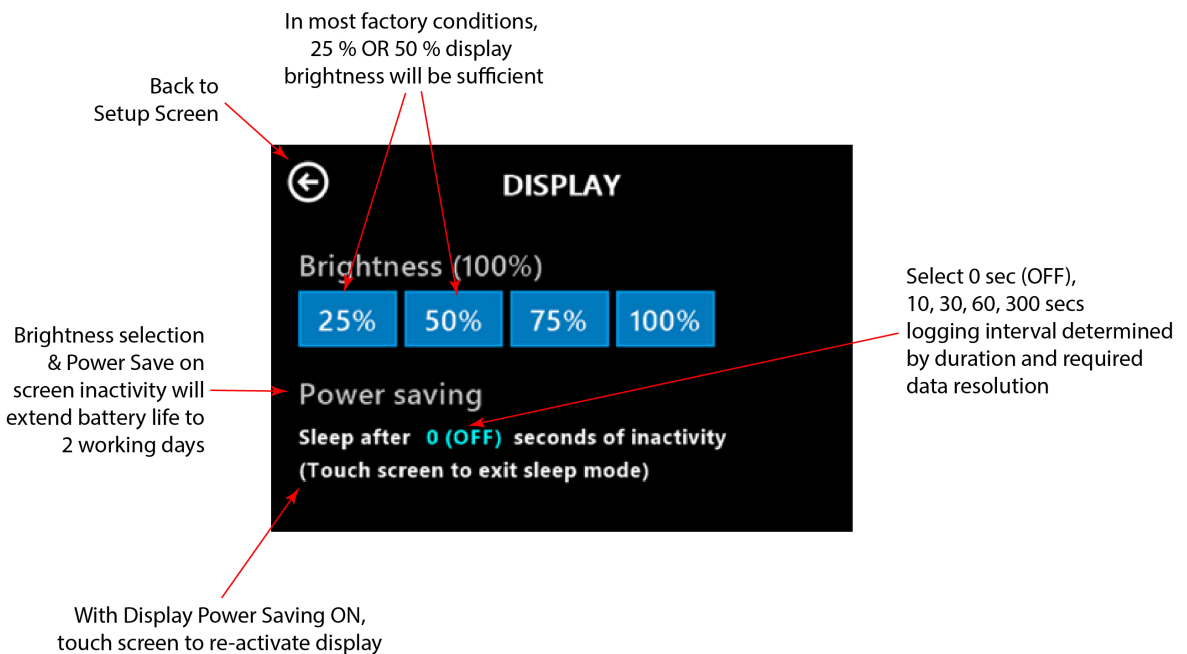 In most factory conditions,
25 % OR 50 % display
brightness will be sufficient
Back to
Setup Screen
DISPLAY
Brightness (100%)
25% 50% 75% 100%
Select 0 sec (OFF),
10, 30, 60, 300 secs
logging interval determined
by duration and required
data resolution
Brightness selection
& Power Save on
screen inactivity will
extend battery life to
2 working days
Power saving
Sleep after 0 (OFF) seconds of inactivity
(Touch screen to exit sleep mode)
With Display Power Saving ON,
touch screen to re-activate display